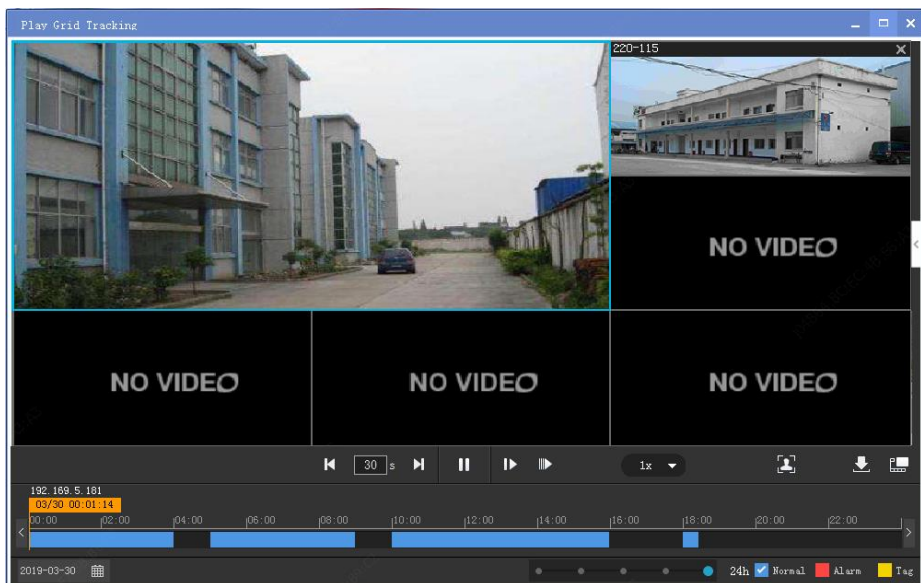 Play Grid Tracking
220-115
NO VIDEO
NO VIDEO
NO VIDEO
NO VIDEO
30 s
1x
192.169.5.181
03/30 00:01:14
00:00 02:00 04:00 06:00 08:00 10:00 12:00 14:00 16:00 18:00 20:00 22:00
2019-03-30
24h Normal Alarm Tag